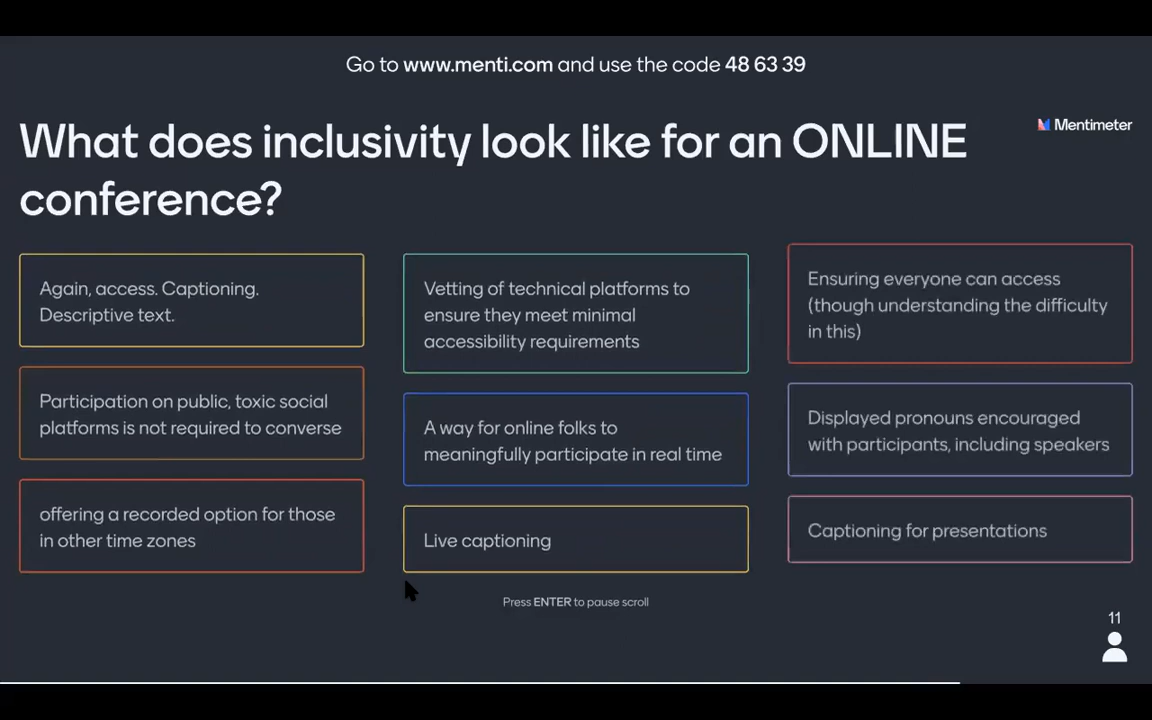 Go to www.menti.com and use the code 48 63 39
What does inclusivity look like for an ONLINE
conference?
Mentimeter
Again, access. Captioning.
Descriptive text.
Participation on public, toxic social
platforms is not required to converse
offering a recorded option for those
in other time zones
Vetting of technical platforms to
ensure they meet minimal
accessibility requirements
A way for online folks to
meaningfully participate in real time
Live captioning
Ensuring everyone can access
(though understanding the difficulty
in this)
Displayed pronouns encouraged
with participants, including speakers
Captioning for presentations
Press ENTER to pause scroll
11